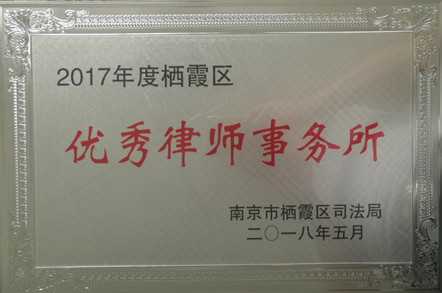 2017年度栖霞区
优秀律师事务所
南京市栖霞区司法局
二〇一八年五月